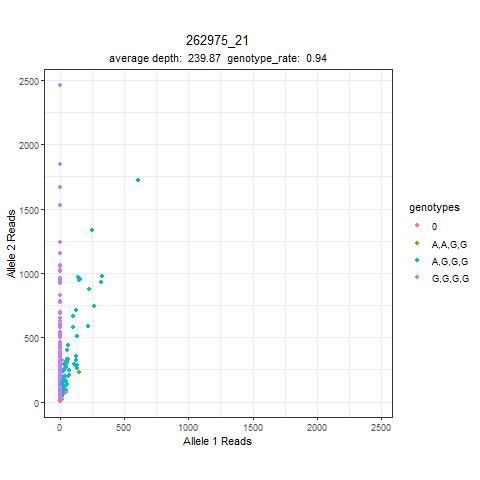 262975_21
average depth:  239.87  genotype_rate:  0.94
2500
2000
1500
1000
500
0
Allele 2 Reads
0
500
1000
1500
2000
2500
Allele 1 Reads
genotypes
0
A,A,G,G
A,G,G,G
G,G,G,G